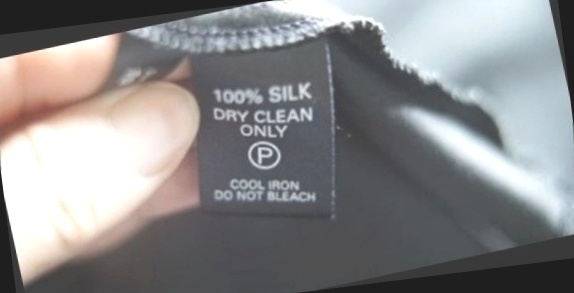 100% SILK
DRY CLEAN
ONLY
P
COOL IRON
DO NOT BLEACH